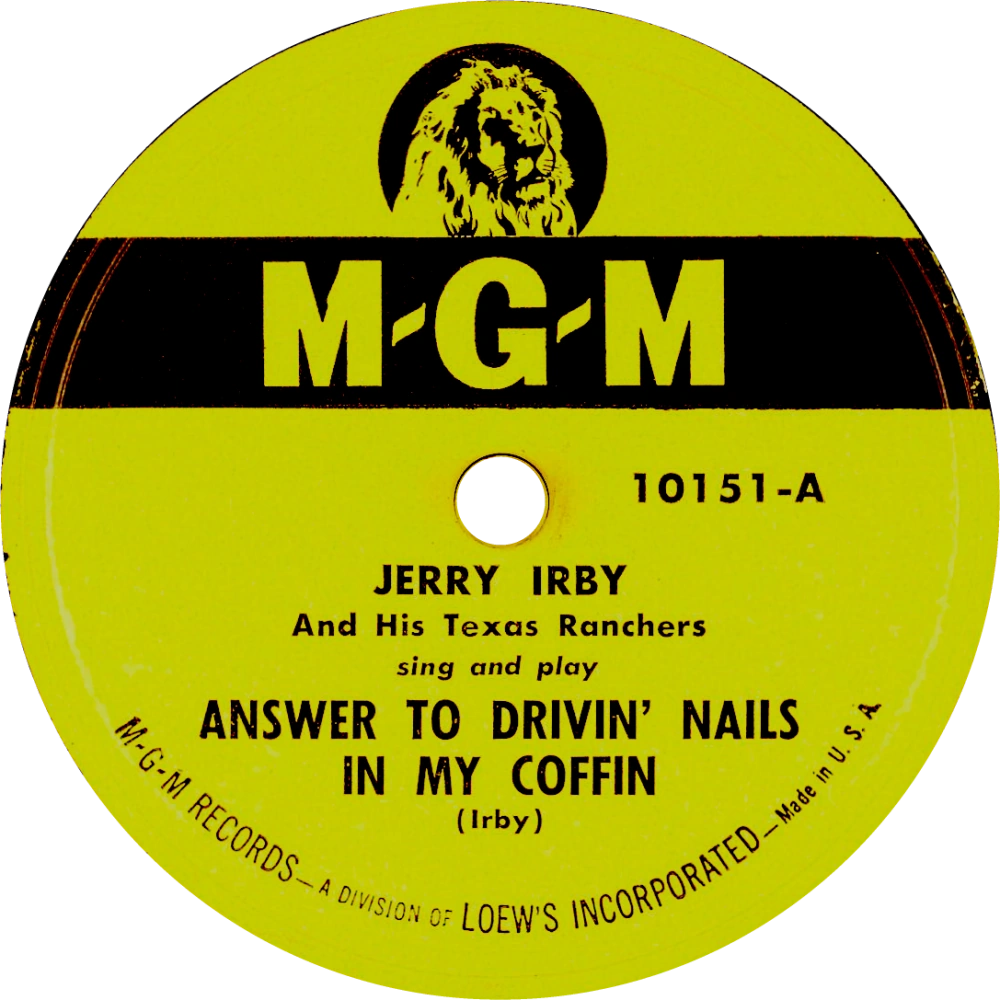 M-G-M
10151-A
JERRY IRBY
And His Texas Ranchers
sing and play
ANSWER TO DRIVIN' NAILS
IN MY COFFIN
(Irby)
M-G-M RECORDS—A DIVISION OF LOEW'S INCORPORATED—Made in U. S. A.